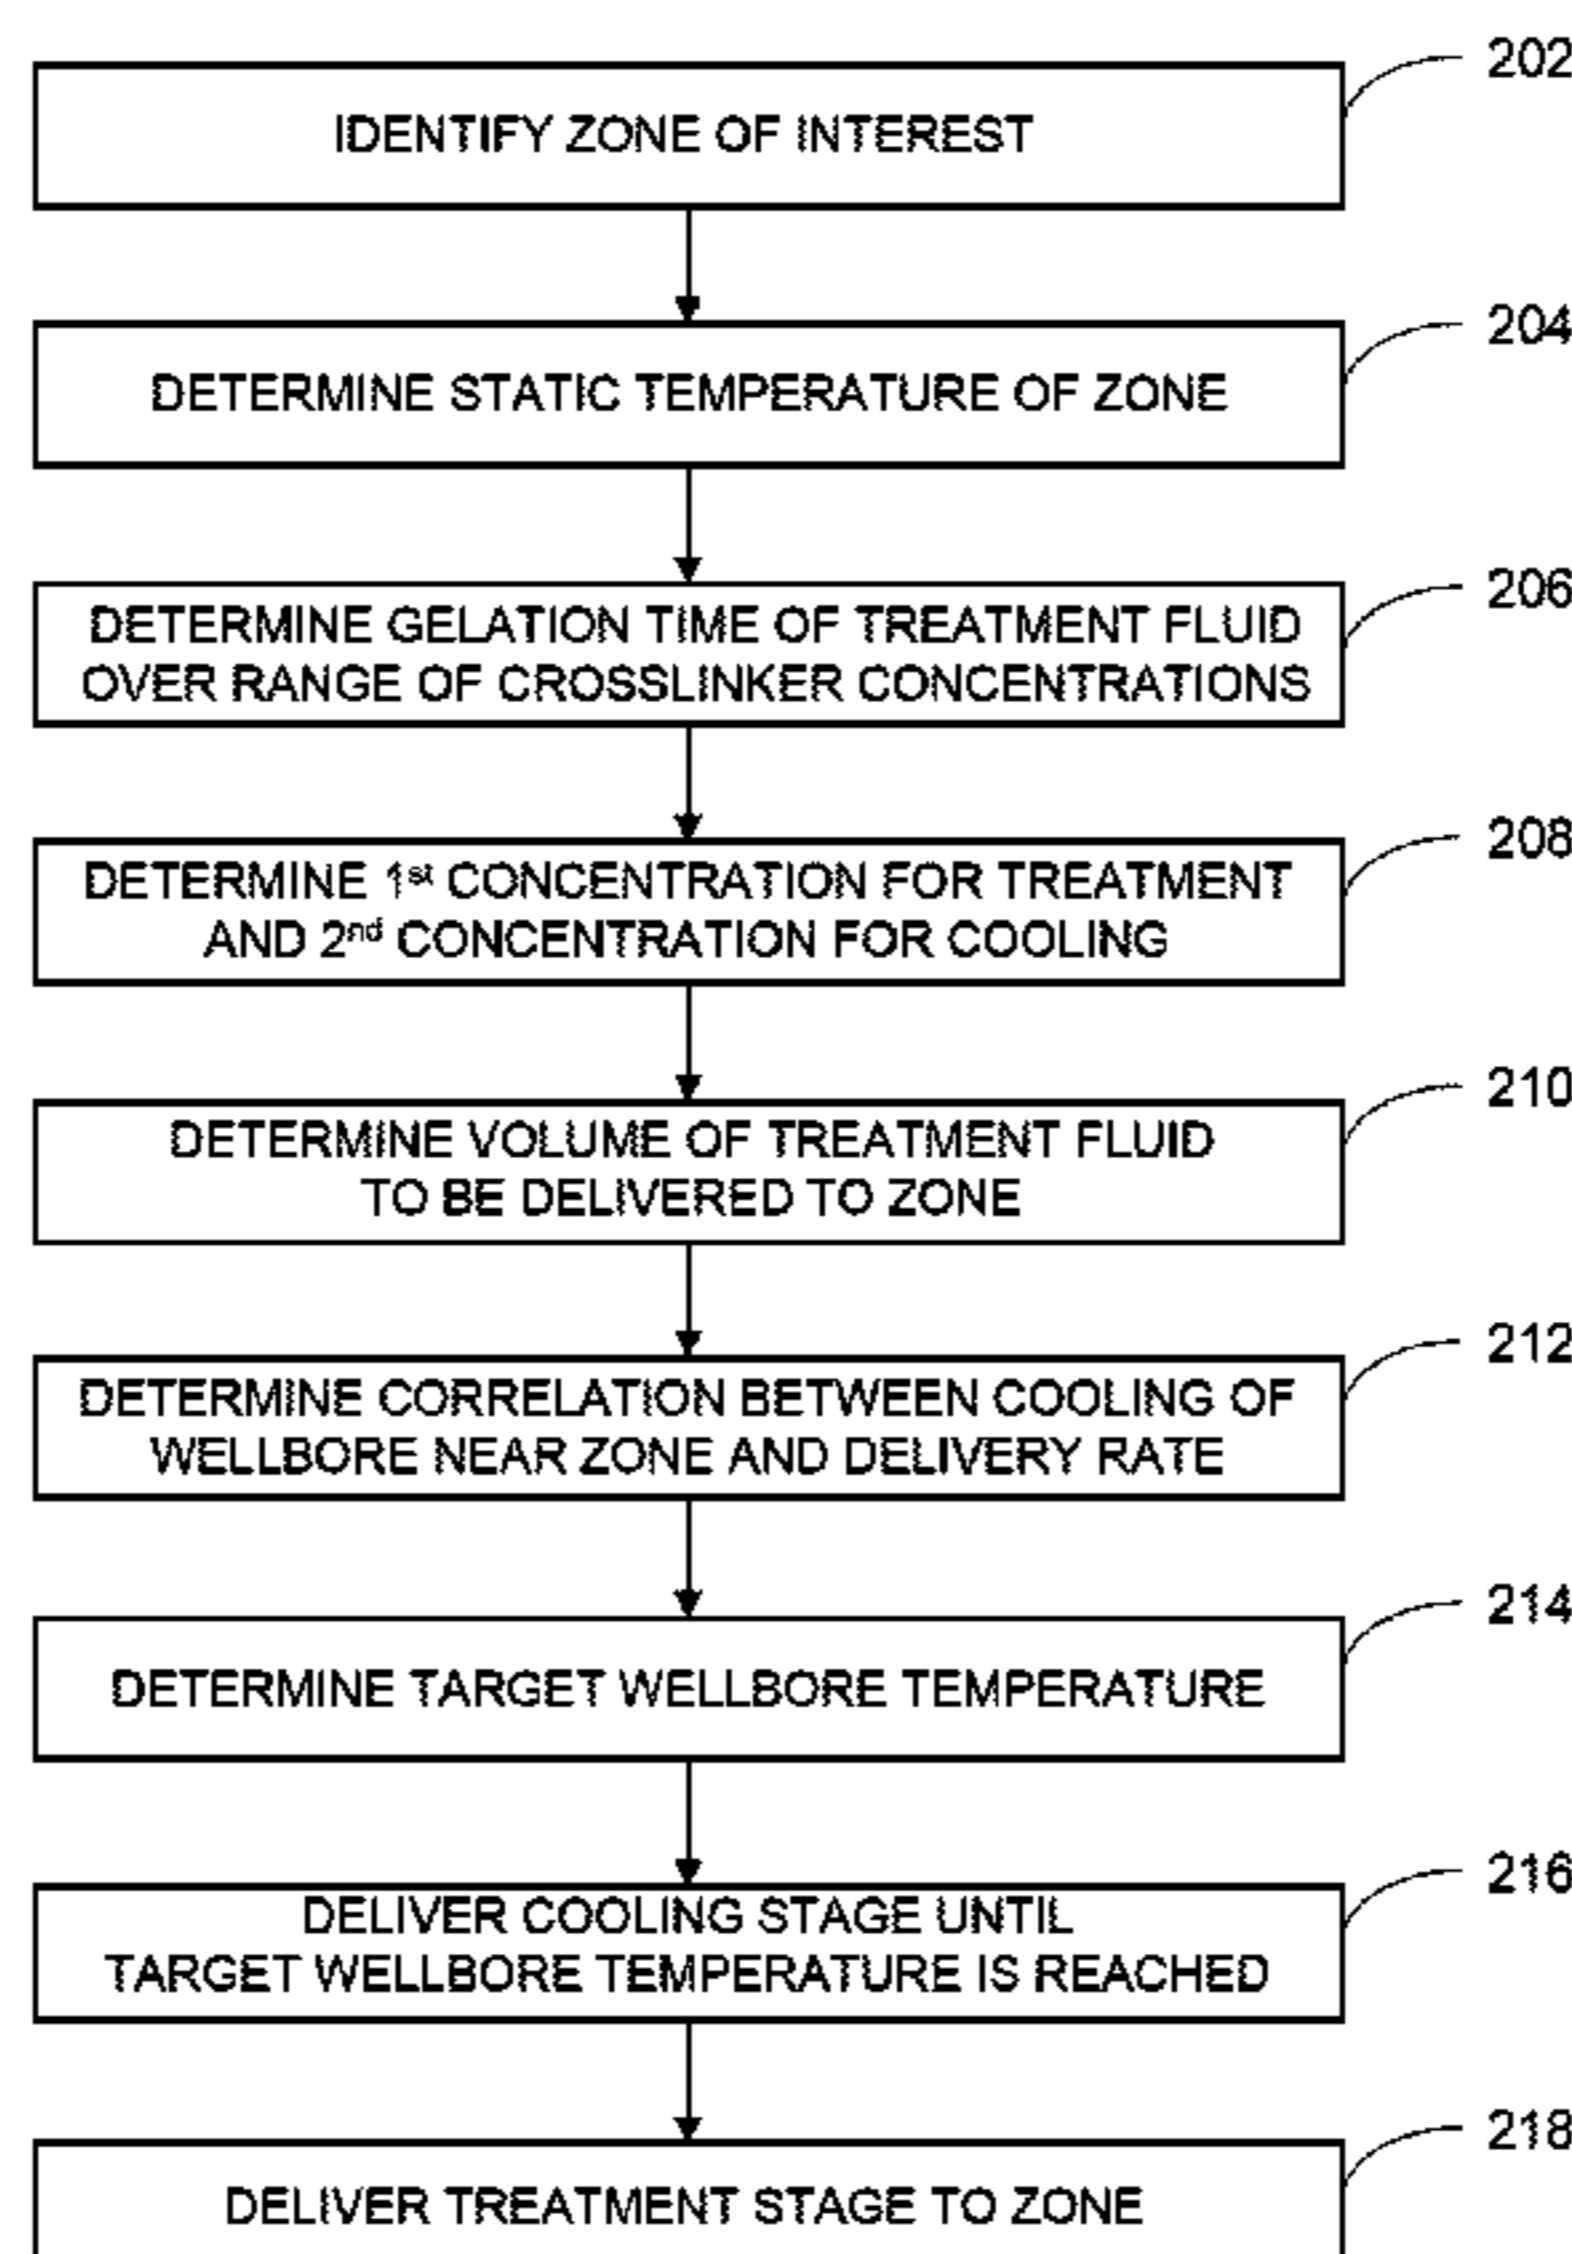 202
IDENTIFY ZONE OF INTEREST
204
DETERMINE STATIC TEMPERATURE OF ZONE
206
DETERMINE GELATION TIME OF TREATMENT FLUID
OVER RANGE OF CROSSLINKER CONCENTRATIONS
208
DETERMINE 1st CONCENTRATION FOR TREATMENT
AND 2nd CONCENTRATION FOR COOLING
210
DETERMINE VOLUME OF TREATMENT FLUID
TO BE DELIVERED TO ZONE
212
DETERMINE CORRELATION BETWEEN COOLING OF
WELLBORE NEAR ZONE AND DELIVERY RATE
214
DETERMINE TARGET WELLBORE TEMPERATURE
216
DELIVER COOLING STAGE UNTIL
TARGET WELLBORE TEMPERATURE IS REACHED
218
DELIVER TREATMENT STAGE TO ZONE